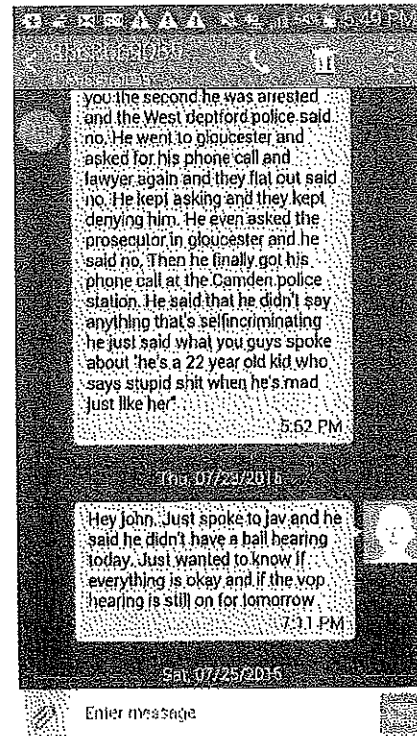 5:49 PM
you the second he was arrested
and the West deptford police said
no. He went to gloucester and
asked for his phone call and
lawyer again and they flat out said
no. He kept asking and they kept
denying him. He even asked the
prosecutor in gloucester and he
said no. Then he finally got his
phone call at the Camden police
station. He said that he didn't say
anything that's selfincriminating
he just said what you guys spoke
about "he's a 22 year old kid who
says stupid shit when he's mad
just like her"
5:52 PM
Thu, 07/23/2015
Hey john. Just spoke to jav and he
said he didn't have a bail hearing
today. Just wanted to know if
everything is okay and if the vop
hearing is still on for tomorrow
7:11 PM
Sat, 07/25/2015
Enter message